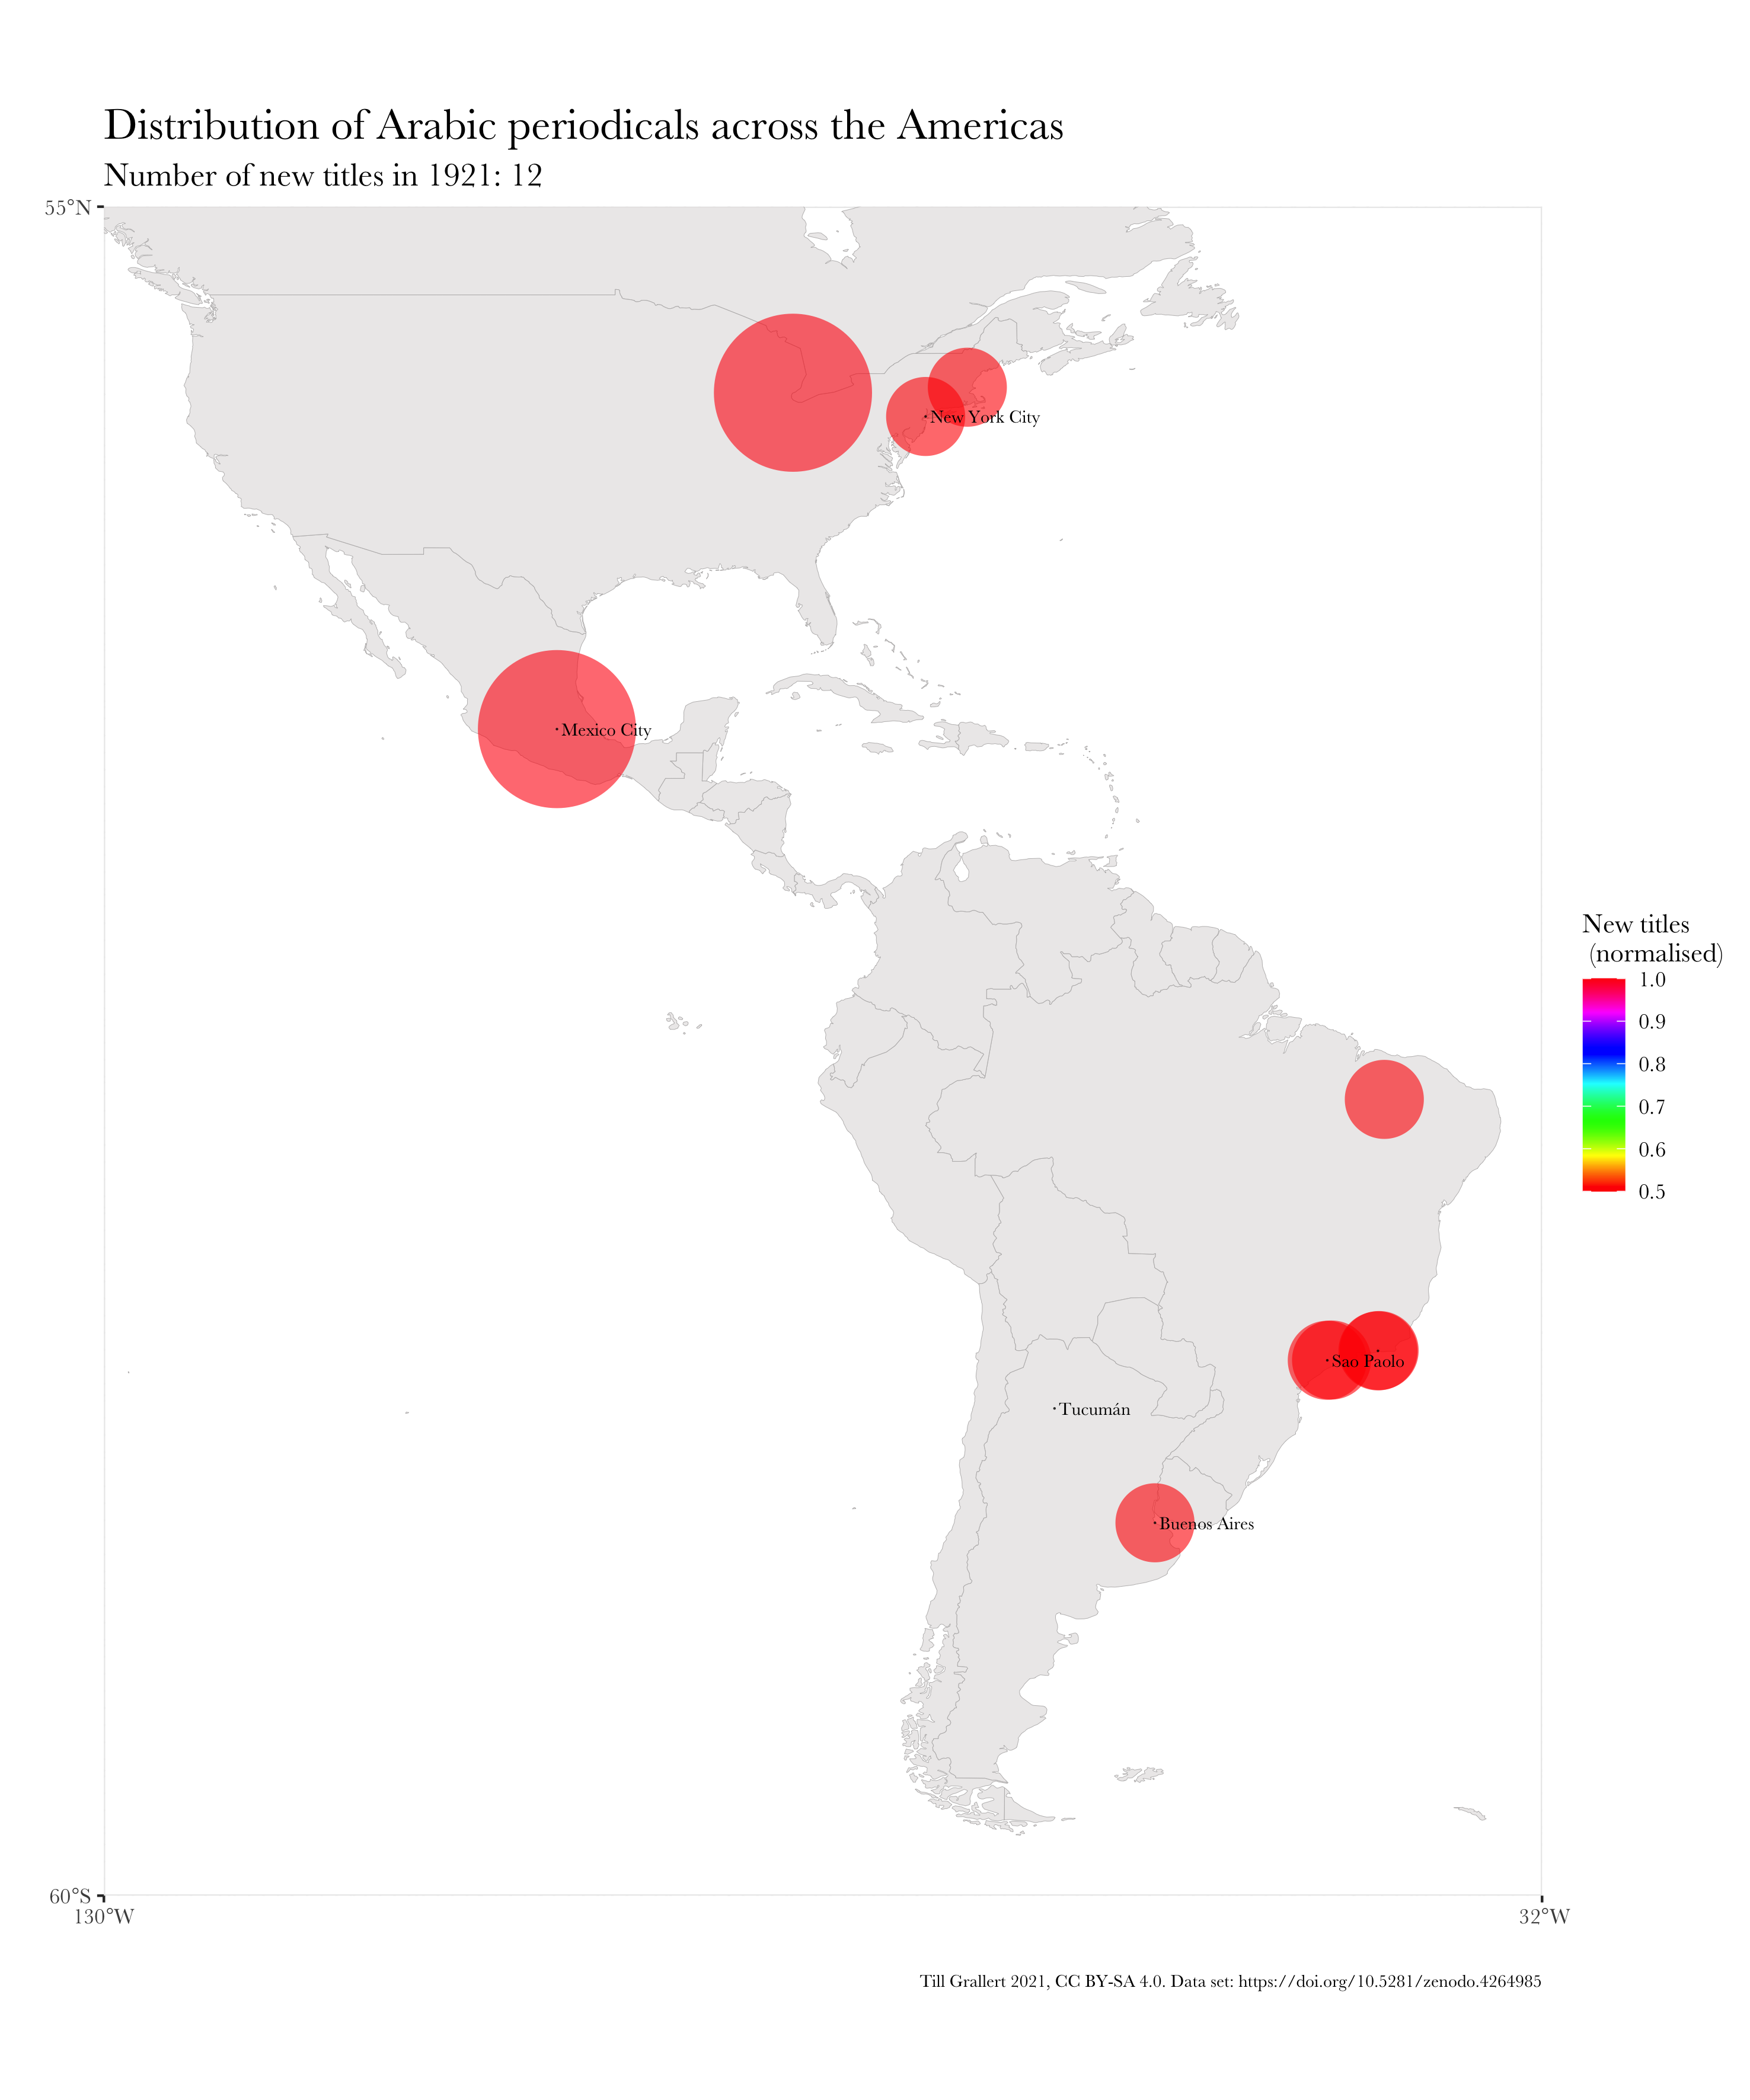 Distribution of Arabic periodicals across the Americas
Number of new titles in 1921: 12
55°N
New York City
Mexico City
New titles
(normalised)
1.0
0.9
0.8
0.7
0.6
0.5
Sao Paolo
Tucumán
Buenos Aires
60°S
130°W
32°W
Till Grallert 2021, CC BY-SA 4.0. Data set: https://doi.org/10.5281/zenodo.4264985